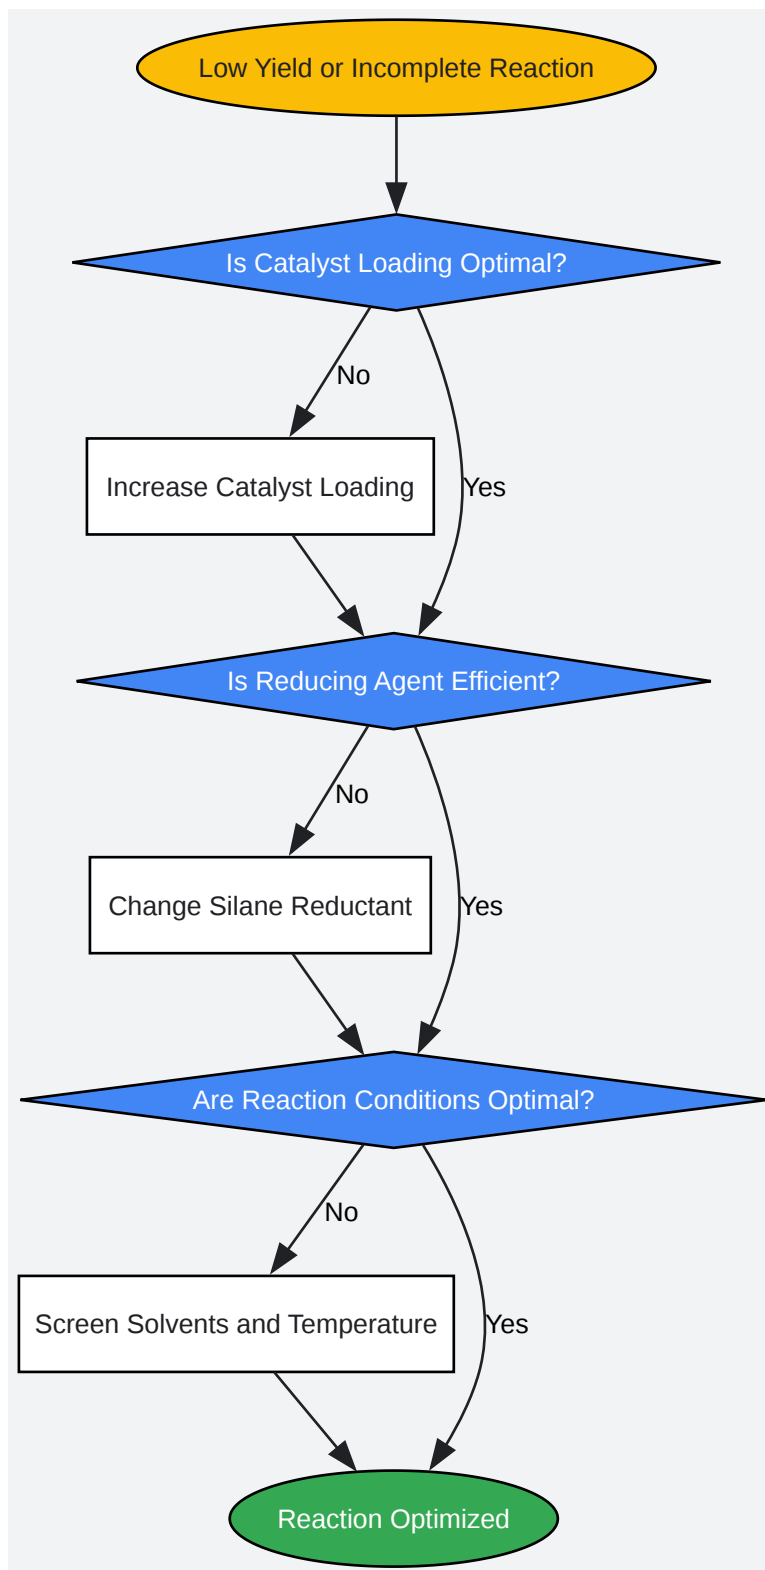 Low Yield or Incomplete Reaction
Is Catalyst Loading Optimal?
No
Increase Catalyst Loading
Yes
Is Reducing Agent Efficient?
No
Change Silane Reductant
Yes
Are Reaction Conditions Optimal?
No
Screen Solvents and Temperature
Yes
Reaction Optimized